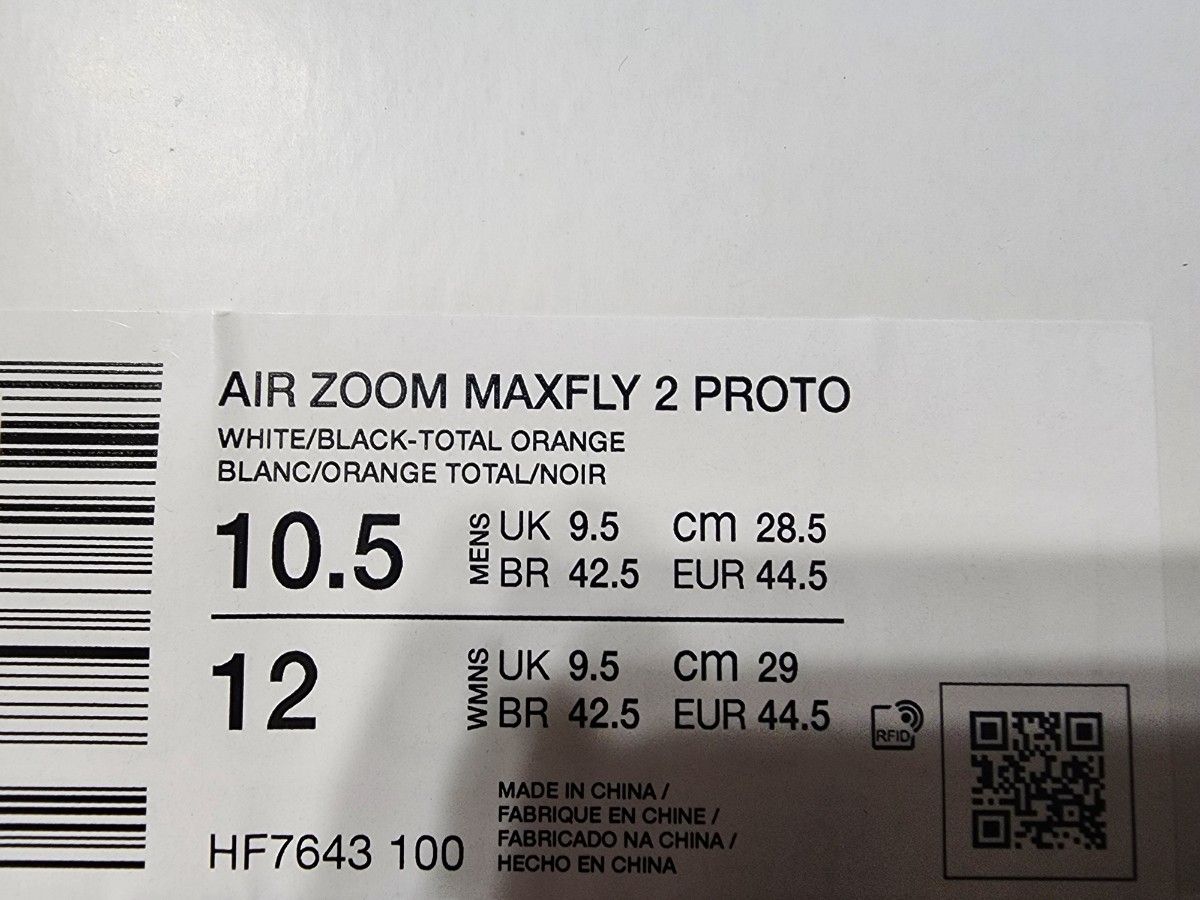 AIR ZOOM MAXFLY 2 PROTO
WHITE/BLACK-TOTAL ORANGE
BLANC/ORANGE TOTAL/NOIR
10.5 MENS UK 9.5 cm 28.5
BR 42.5 EUR 44.5
12 WMNS UK 9.5 cm 29
BR 42.5 EUR 44.5
RFID
MADE IN CHINA /
FABRIQUE EN CHINE /
FABRICADO NA CHINA /
HECHO EN CHINA
HF7643 100